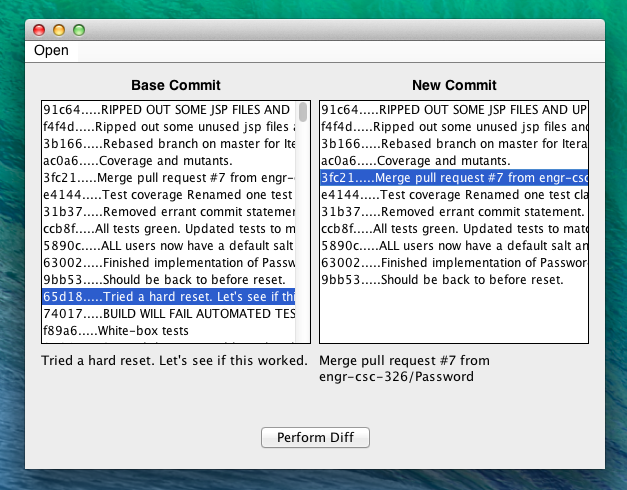 Open
Base Commit
91c64.....RIPPED OUT SOME JSP FILES AND
f4f4d.....Ripped out some unused jsp files
3b166.....Rebased branch on master for Ite
ac0a6.....Coverage and mutants.
3fc21.....Merge pull request #7 from engr-
e4144.....Test coverage Renamed one test
31b37.....Removed errant commit statemer
ccb8f.....All tests green. Updated tests to m
5890c.....ALL users now have a default salt
63002.....Finished implementation of Passw
9bb53.....Should be back to before reset.
65d18.....Tried a hard reset. Let's see if thi
74017.....BUILD WILL FAIL AUTOMATED TES
f89a6.....White-box tests
Tried a hard reset. Let's see if this worked.
New Commit
91c64.....RIPPED OUT SOME JSP FILES AND UP
f4f4d.....Ripped out some unused jsp files an
3b166.....Rebased branch on master for Itera
ac0a6.....Coverage and mutants.
3fc21.....Merge pull request #7 from engr-csc
e4144.....Test coverage Renamed one test cla
31b37.....Removed errant commit statement.
ccb8f.....All tests green. Updated tests to matc
5890c.....ALL users now have a default salt an
63002.....Finished implementation of Passwor
9bb53.....Should be back to before reset.
Merge pull request #7 from
engr-csc-326/Password
Perform Diff